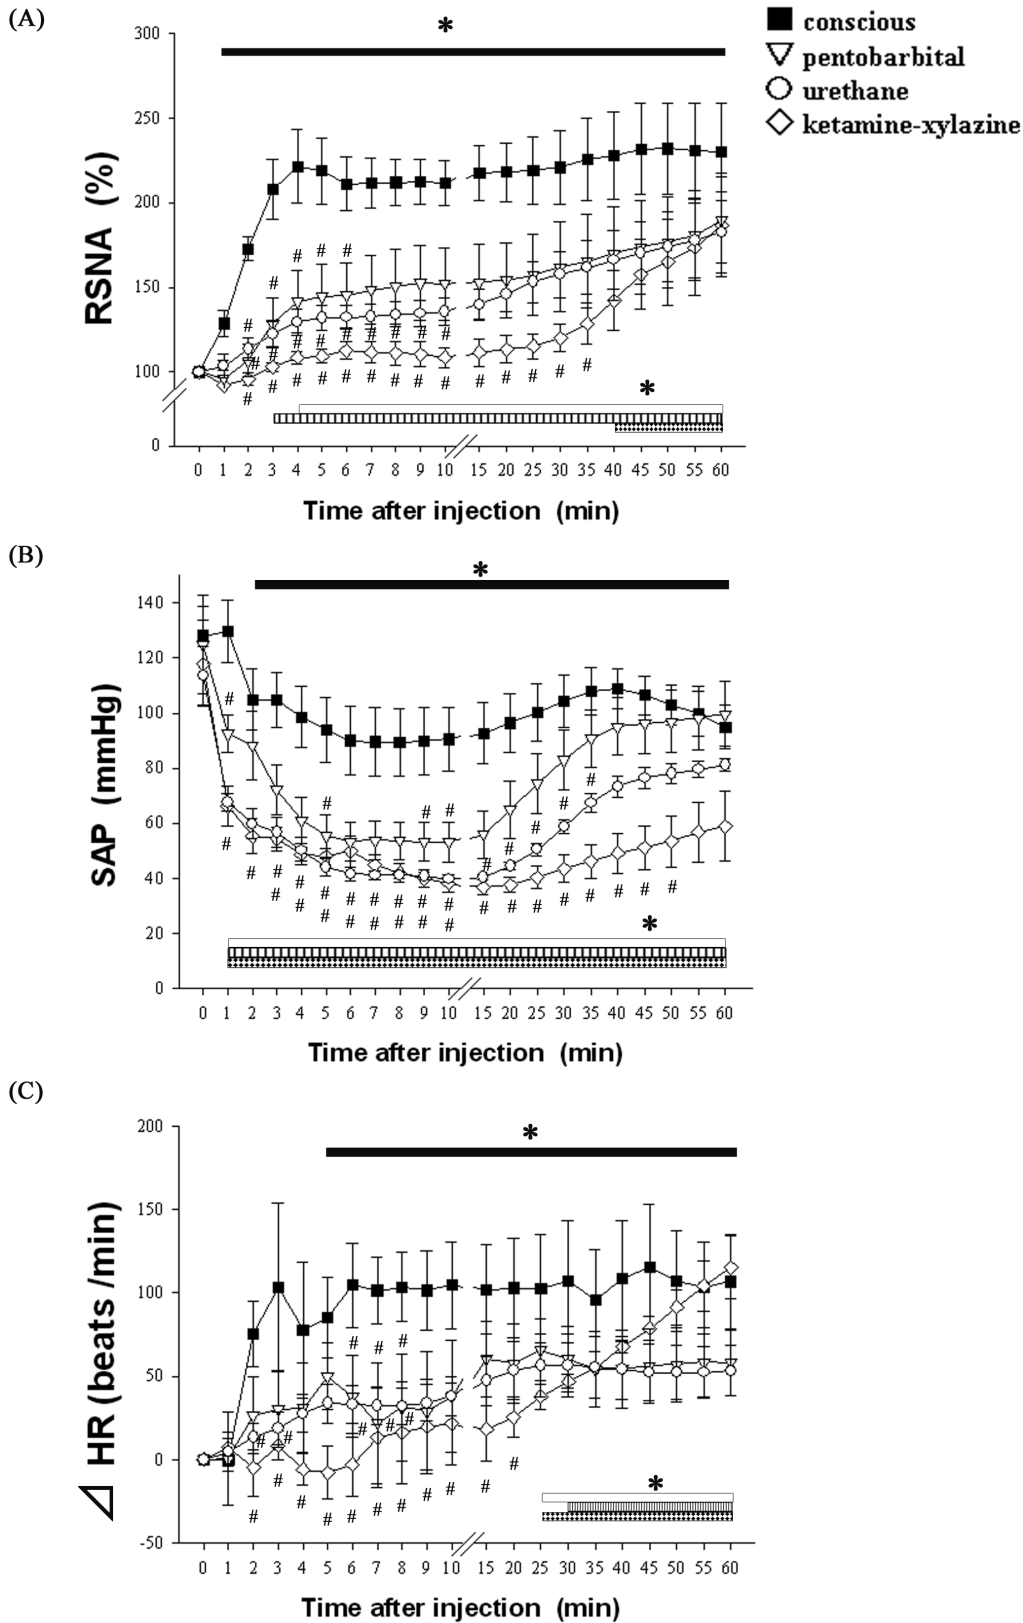 (A)
*
conscious
pentobarbital
urethane
ketamine-xylazine
300
250
200
150
100
0
RSNA (%)
# # #
#
#
# # # # # # # # #
# # # # # # # # # # # # # #
*
0 1 2 3 4 5 6 7 8 9 10 15 20 25 30 35 40 45 50 55 60
Time after injection (min)
(B)
*
140
120
100
80
60
40
20
0
SAP (mmHg)
#
# # # # #
# # # #
# # # # # # # # # # # # # # # # # #
# # # # # # # #
*
0 1 2 3 4 5 6 7 8 9 10 15 20 25 30 35 40 45 50 55 60
Time after injection (min)
(C)
*
200
150
100
50
0
-50
⊿ HR (beats /min)
# # #
# # # # #
# # # # # # # # # # # #
*
0 1 2 3 4 5 6 7 8 9 10 15 20 25 30 35 40 45 50 55 60
Time after injection (min)